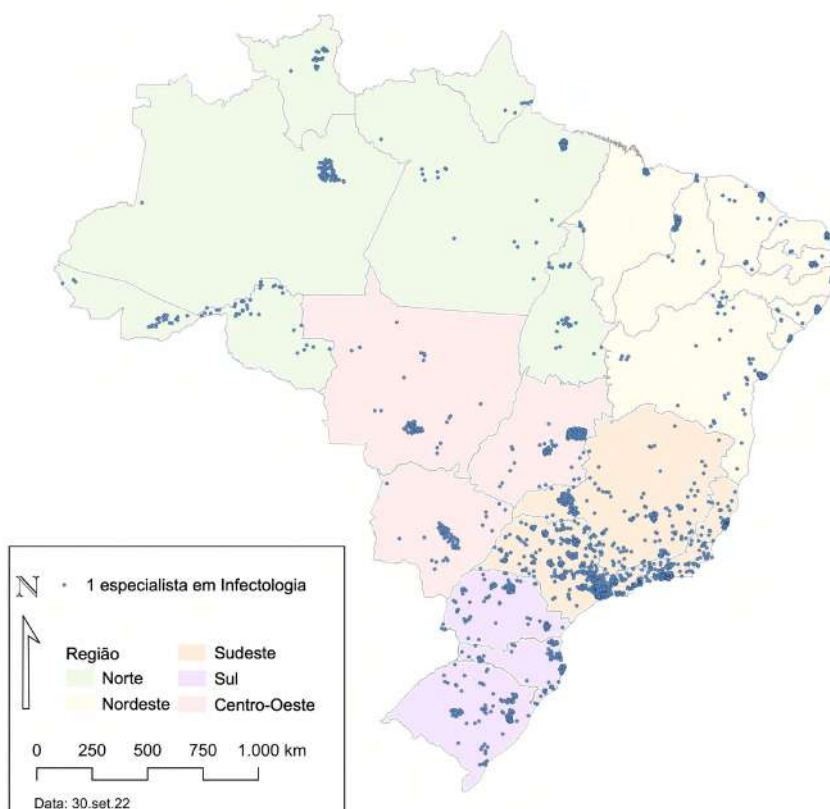 N
1 especialista em Infectologia
Região
Norte
Nordeste
Sudeste
Sul
Centro-Oeste
0 250 500 750 1.000 km
Data: 30.set.22